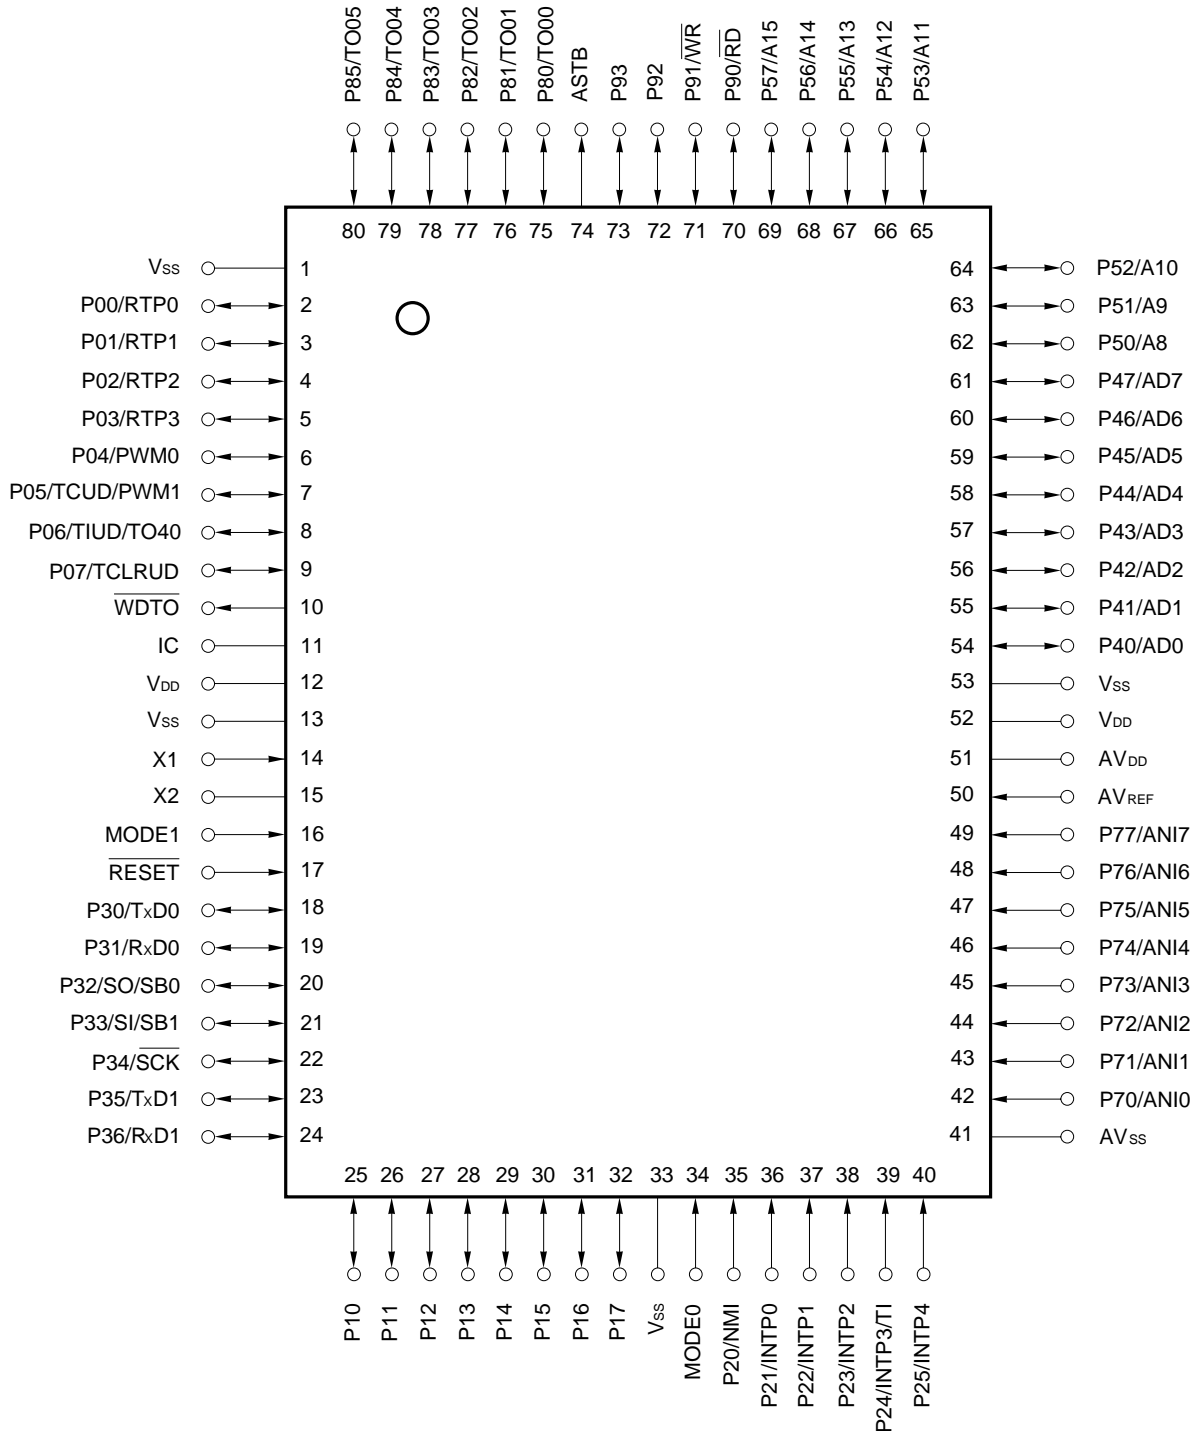 P85/TO05
P84/TO04
P83/TO03
P82/TO02
P81/TO01
P80/TO00
ASTB
P93
P92
P91/WR
P90/RD
P57/A15
P56/A14
P55/A13
P54/A12
P53/A11
80 79 78 77 76 75 74 73 72 71 70 69 68 67 66 65
VSS 1
P00/RTP0 2
P01/RTP1 3
P02/RTP2 4
P03/RTP3 5
P04/PWM0 6
P05/TCUD/PWM1 7
P06/TIUD/TO40 8
P07/TCLRUD 9
WDTO 10
IC 11
VDD 12
VSS 13
X1 14
X2 15
MODE1 16
RESET 17
P30/TxD0 18
P31/RxD0 19
P32/SO/SB0 20
P33/SI/SB1 21
P34/SCK 22
P35/TxD1 23
P36/RxD1 24
64 P52/A10
63 P51/A9
62 P50/A8
61 P47/AD7
60 P46/AD6
59 P45/AD5
58 P44/AD4
57 P43/AD3
56 P42/AD2
55 P41/AD1
54 P40/AD0
53 VSS
52 VDD
51 AVDD
50 AVREF
49 P77/ANI7
48 P76/ANI6
47 P75/ANI5
46 P74/ANI4
45 P73/ANI3
44 P72/ANI2
43 P71/ANI1
42 P70/ANI0
41 AVSS
25 26 27 28 29 30 31 32 33 34 35 36 37 38 39 40
P10
P11
P12
P13
P14
P15
P16
P17
VSS
MODE0
P20/NMI
P21/INTP0
P22/INTP1
P23/INTP2
P24/INTP3/TI
P25/INTP4